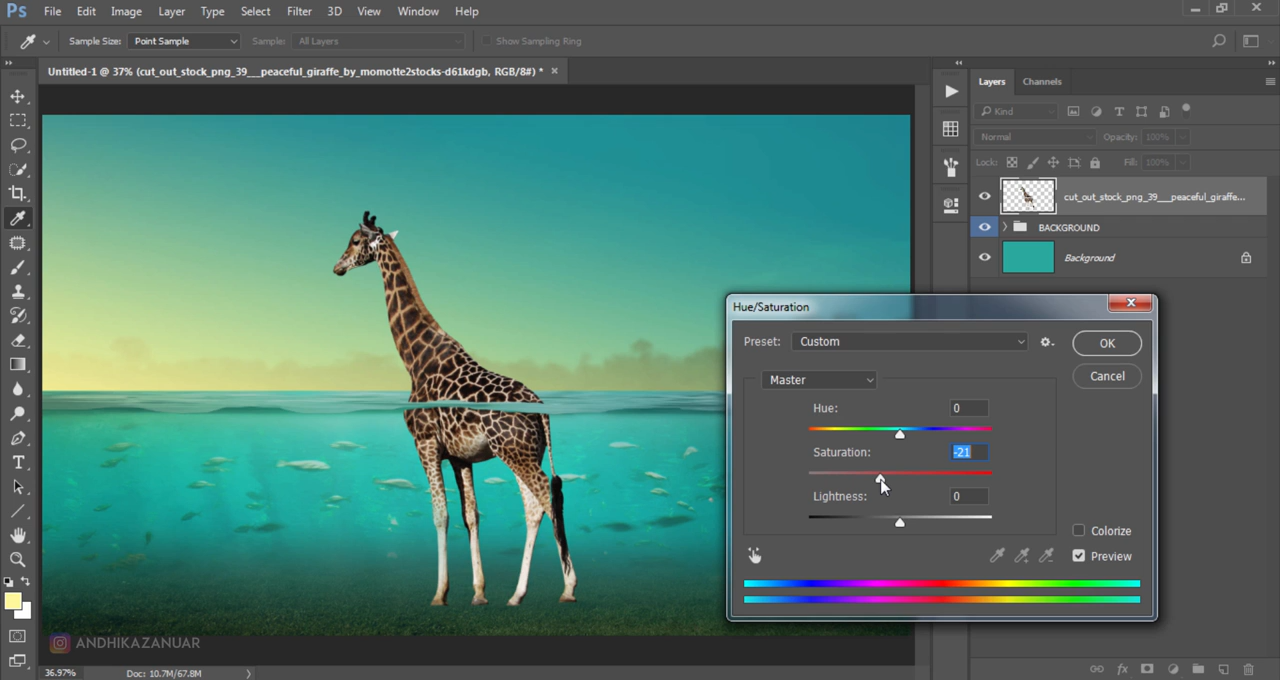 Ps File Edit Image Layer Type Select Filter 3D View Window Help
Sample Size: Point Sample Sample: All Layers Show Sampling Ring
Untitled-1 @ 37% (cut_out_stock_png_39___peaceful_giraffe_by_momotte2stocks-d61kdgb, RGB/8#) *
Layers Channels
Kind
Normal Opacity: 100%
Lock: Fill: 100%
cut_out_stock_png_39___peaceful_giraffe...
BACKGROUND
Background
Hue/Saturation
Preset: Custom OK
Master Cancel
Hue: 0
Saturation: -21
Lightness: 0
Colorize
Preview
ANDHIKAZANUAR
36.97% Doc: 10.7M/67.8M